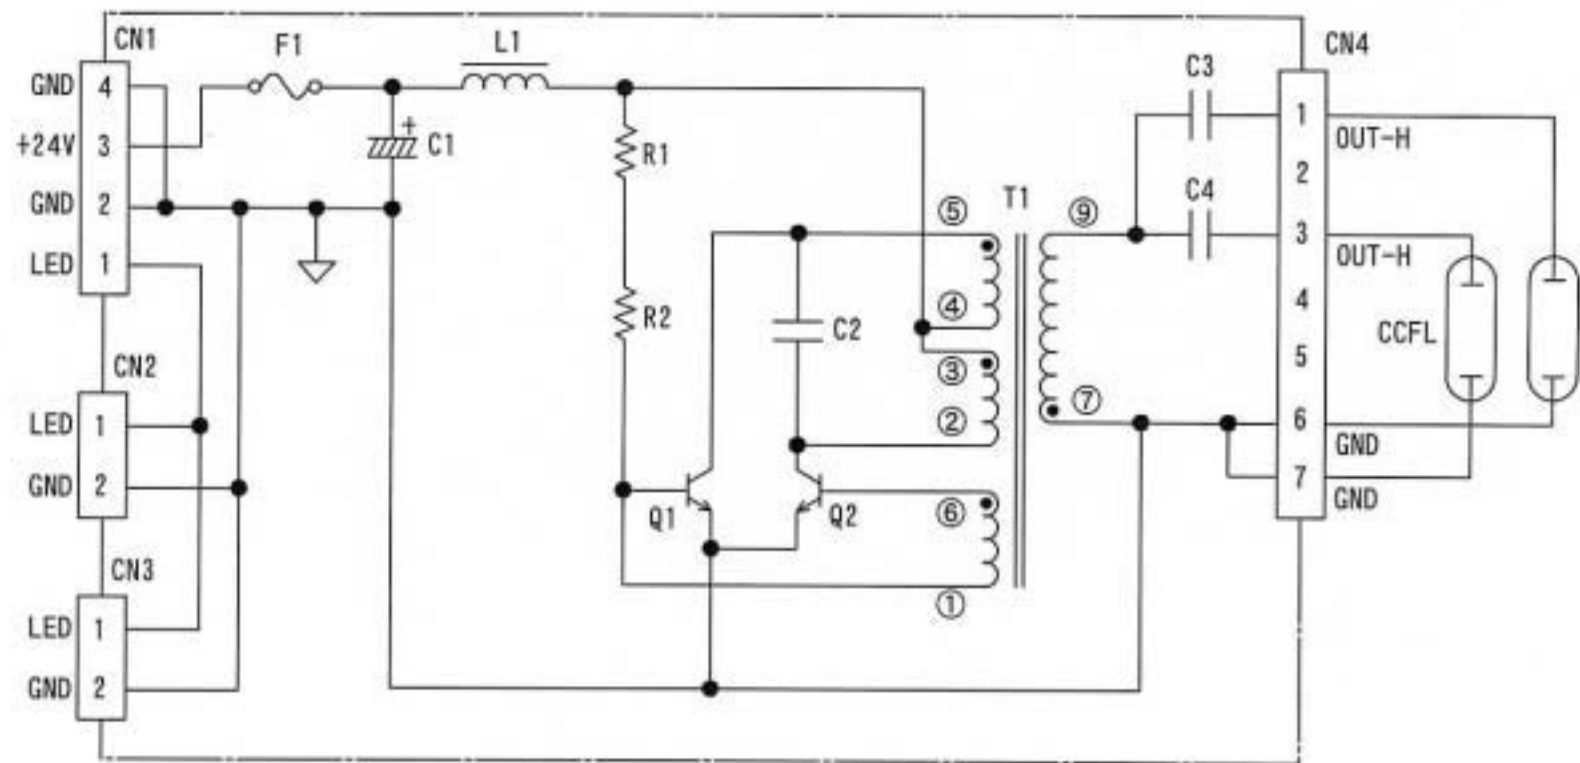 CN1
F1
L1
CN4
C3
GND 4
+24V 3
GND 2
LED 1
+
C1
R1
1
OUT-H
2
C4
T1
⑤
⑨
3
OUT-H
R2
④
C2
4
CCFL
5
CN2
③
②
⑦
LED 1
GND 2
6
GND
7
GND
Q1
Q2
⑥
CN3
①
LED 1
GND 2